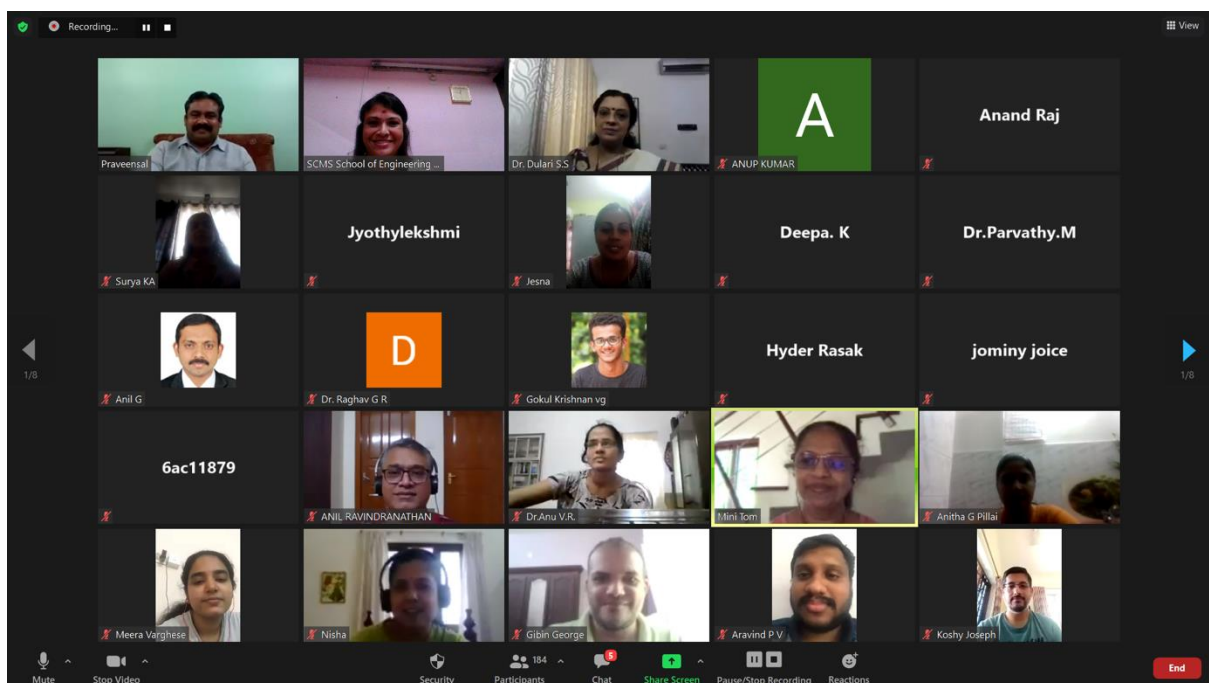 Recording...
View
Praveensal
SCMS School of Engineering ...
Dr. Dulari S.S
A
ANUP KUMAR
Anand Raj
Surya KA
Jyothylekshmi
Jesna
Deepa. K
Dr.Parvathy.M
1/8
Anil G
D
Dr. Raghav G R
Gokul Krishnan vg
Hyder Rasak
jominy joice
1/8
6ac11879
ANIL RAVINDRANATHAN
Dr.Anu V.R.
Mini Tom
Anitha G Pillai
Meera Varghese
Nisha
Gibin George
Aravind P V
Koshy Joseph
Mute
Stop Video
Security
184
Participants
5
Chat
Share Screen
Pause/Stop Recording
Reactions
End